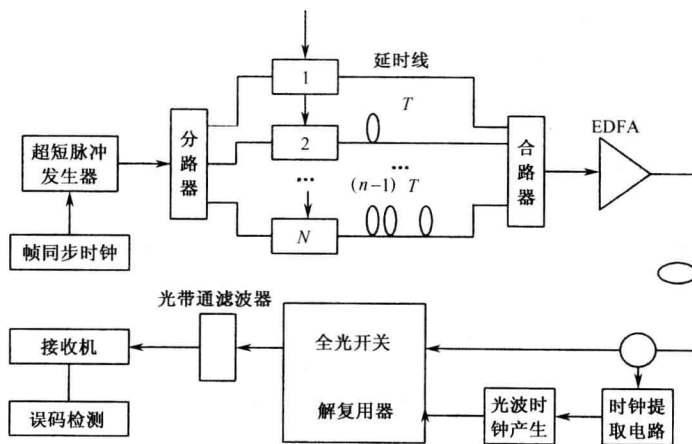 延时线
1
T
2
EDFA
超短脉冲
发生器
分路器
合路器
...
...
(n−1) T
N
帧同步时钟
光带通滤波器
接收机
全光开关
解复用器
误码检测
光波时
钟产生
时钟提
取电路